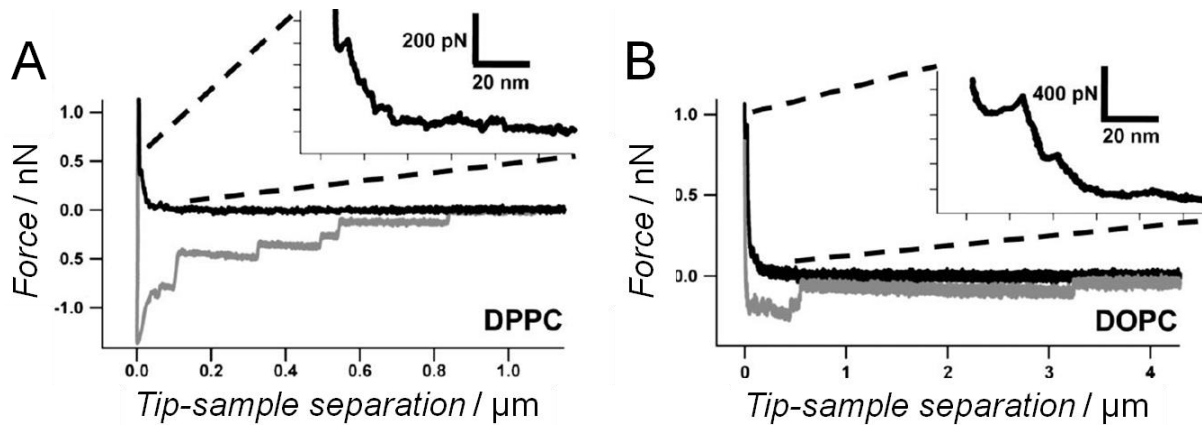 A
200 pN
20 nm
1.0
0.5
0.0
0.5
-1.0
Force / nN
DPPC
0.0 0.2 0.4 0.6 0.8 1.0
Tip-sample separation / μm
B
400 pN
20 nm
1.0
0.5
0.0
Force / nN
DOPC
0 1 2 3 4
Tip-sample separation / μm